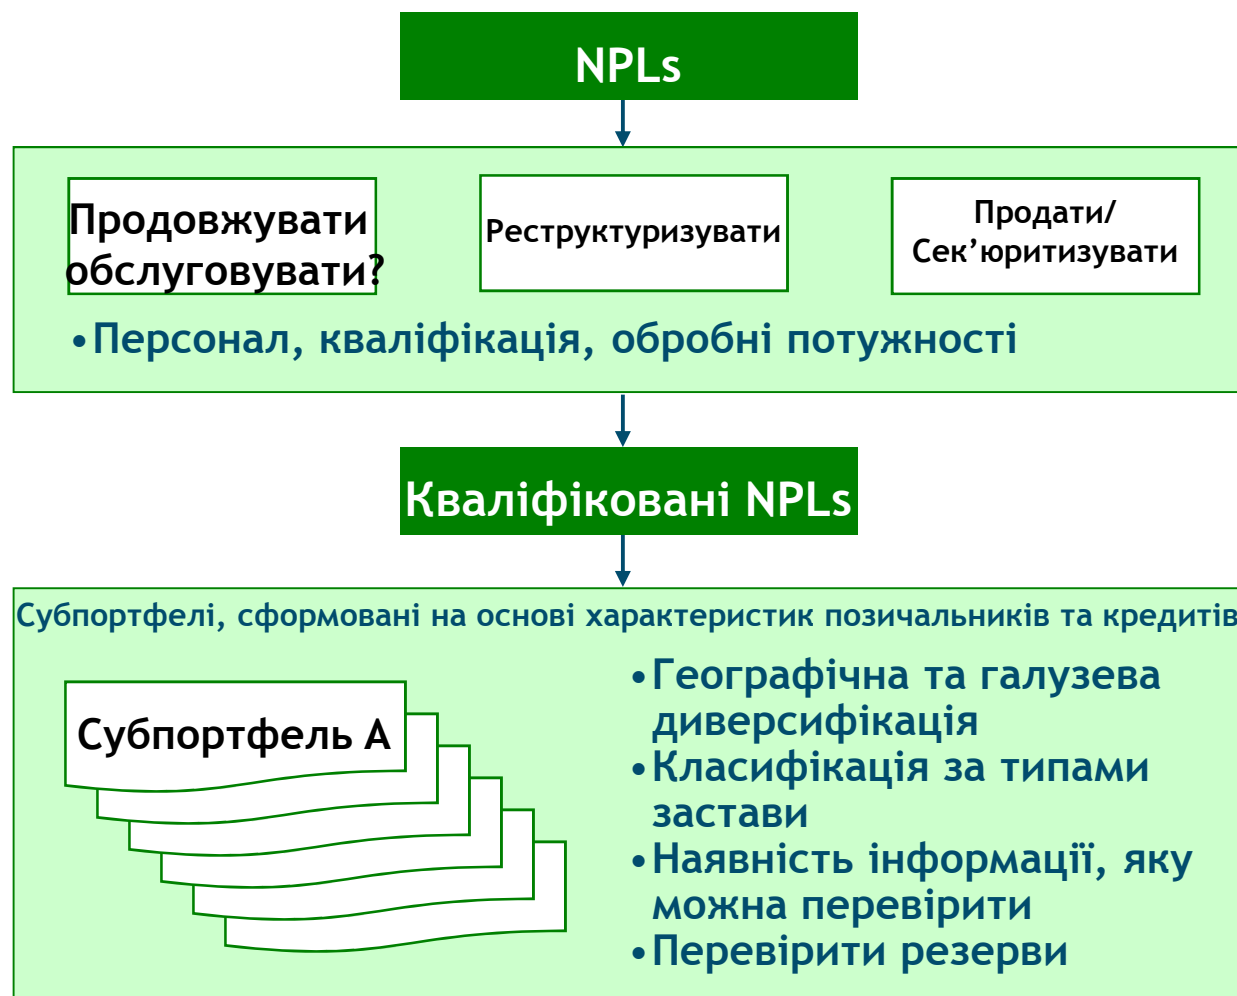 NPLs
Продовжувати
обслуговувати?
Реструктуризувати
Продати/
Сек’юритизувати
•Персонал, кваліфікація, обробні потужності
Кваліфіковані NPLs
Субпортфелі, сформовані на основі характеристик позичальників та кредитів
Субпортфель А
•Географічна та галузева
диверсифікація
•Класифікація за типами
застави
•Наявність інформації, яку
можна перевірити
•Перевірити резерви